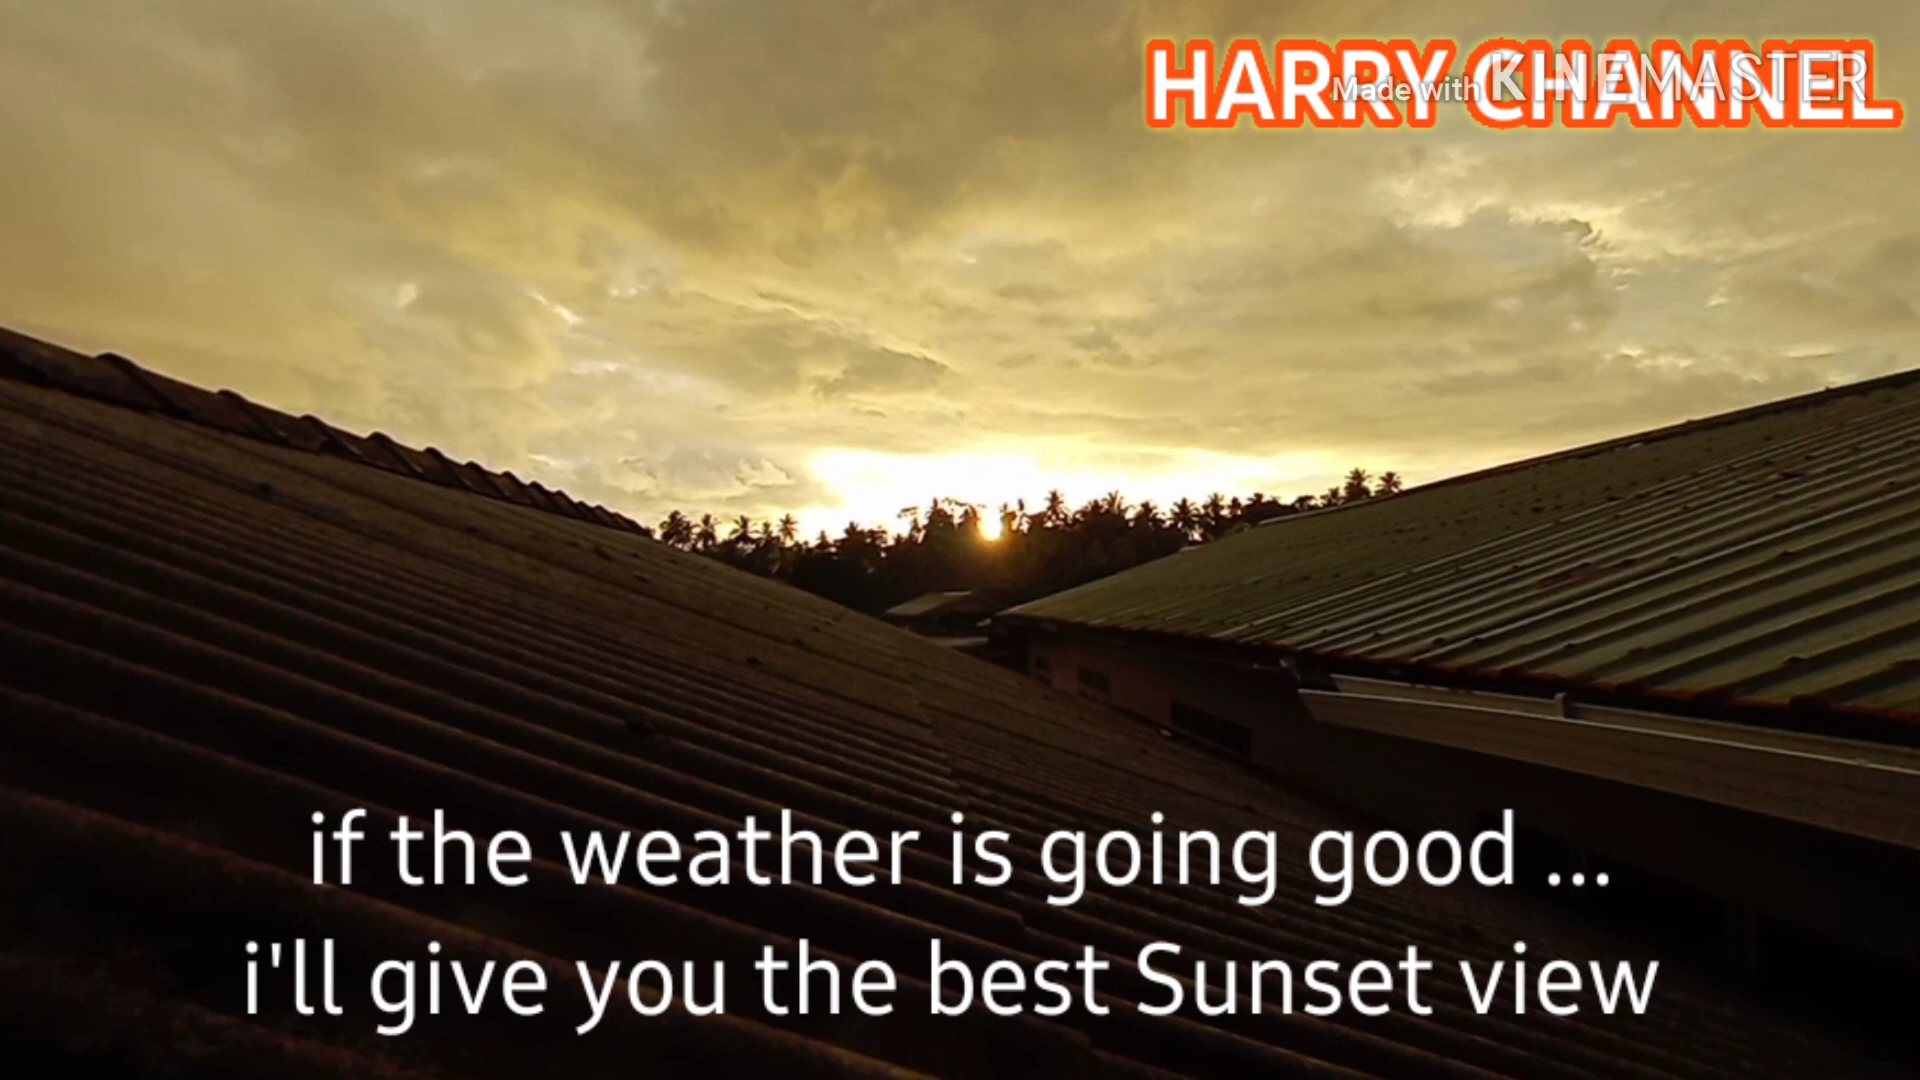 HARRY CHANNEL
Made with KINEMASTER
if the weather is going good ...
i'll give you the best Sunset view